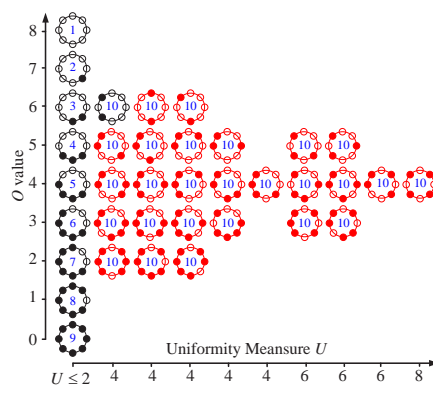 8 1
7 2
6 3 10 10 10
5 4 10 10 10 10 10 10
4 5 10 10 10 10 10 10 10 10 10
3 6 10 10 10 10 10 10
2 7 10 10 10
1 8
0 9
O value
Uniformity Meansure U
U ≤ 2 4 4 4 4 4 6 6 6 8